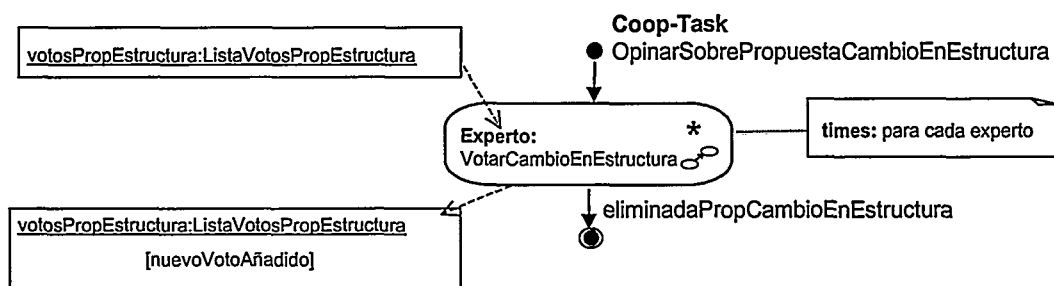 Coop-Task
OpinarSobrePropuestaCambioEnEstructura
votosPropEstructura:ListaVotosPropEstructura
Experto:
*
VotarCambioEnEstructura
times: para cada experto
eliminadaPropCambioEnEstructura
votosPropEstructura:ListaVotosPropEstructura
[nuevoVotoAñadido]